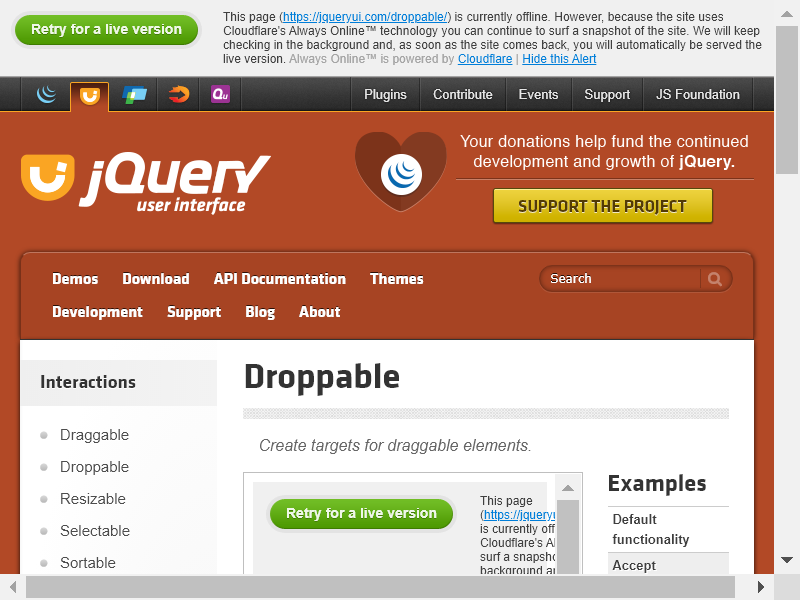 Retry for a live version
This page (https://jqueryui.com/droppable/) is currently offline. However, because the site uses
Cloudflare's Always Online™ technology you can continue to surf a snapshot of the site. We will keep
checking in the background and, as soon as the site comes back, you will automatically be served the
live version. Always Online™ is powered by Cloudflare | Hide this Alert
Qu
Plugins
Contribute
Events
Support
JS Foundation
jQuery
user interface
Your donations help fund the continued
development and growth of jQuery.
SUPPORT THE PROJECT
Demos
Download
API Documentation
Themes
Search
Development
Support
Blog
About
Interactions
Draggable
Droppable
Resizable
Selectable
Sortable
Droppable
Create targets for draggable elements.
Retry for a live version
This page
(https://jqueryu
is currently off
Cloudflare's Al
surf a snapsho
background an
Examples
Default
functionality
Accept